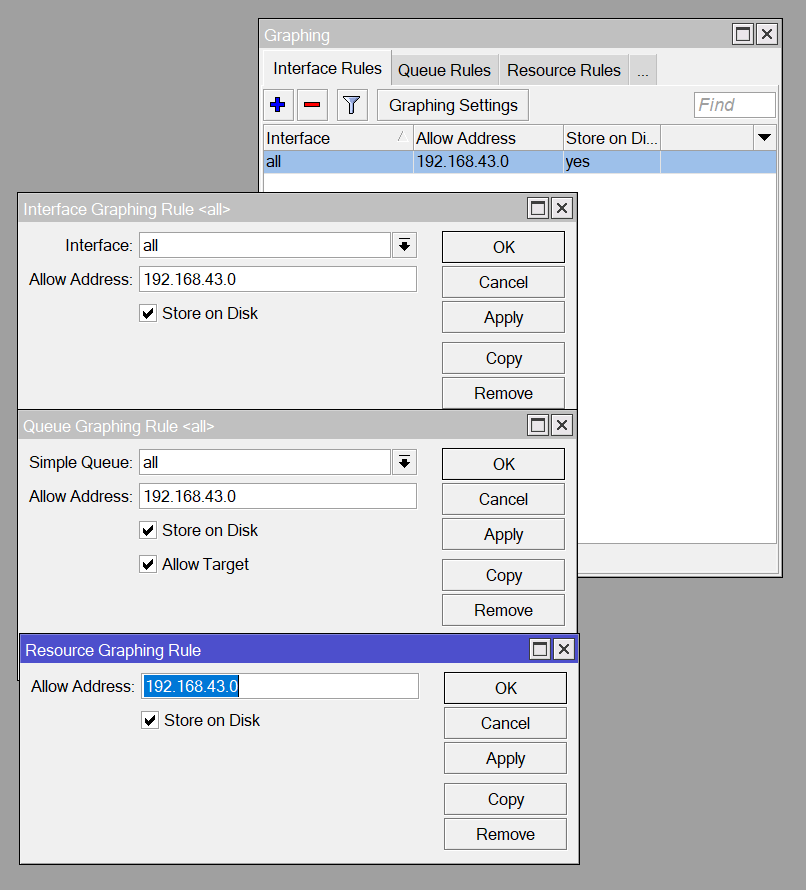 Graphing
Interface Rules Queue Rules Resource Rules ...
Graphing Settings Find
Interface Allow Address Store on Di...
all 192.168.43.0 yes
Interface Graphing Rule <all>
Interface: all OK
Allow Address: 192.168.43.0 Cancel
Store on Disk Apply
Copy
Remove
Queue Graphing Rule <all>
Simple Queue: all OK
Allow Address: 192.168.43.0 Cancel
Store on Disk Apply
Allow Target Copy
Remove
Resource Graphing Rule
Allow Address: 192.168.43.0 OK
Store on Disk Cancel
Apply
Copy
Remove